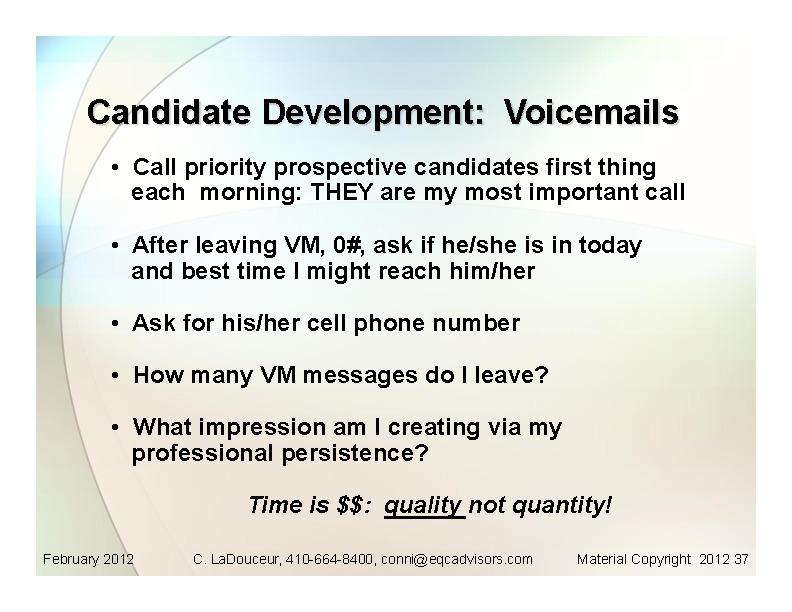 Candidate Development: Voicemails
• Call priority prospective candidates first thing
each morning: THEY are my most important call
• After leaving VM, 0#, ask if he/she is in today
and best time I might reach him/her
• Ask for his/her cell phone number
• How many VM messages do I leave?
• What impression am I creating via my
professional persistence?
Time is $$: quality not quantity!
February 2012 C. LaDouceur, 410-664-8400, conni@eqcadvisors.com Material Copyright 2012 37